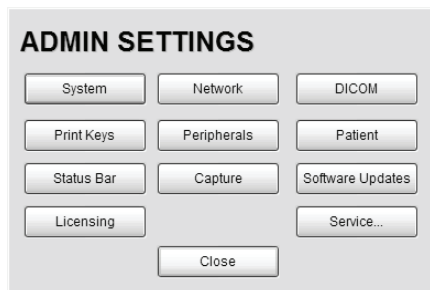 ADMIN SETTINGS
System Network DICOM
Print Keys Peripherals Patient
Status Bar Capture Software Updates
Licensing Service...
Close